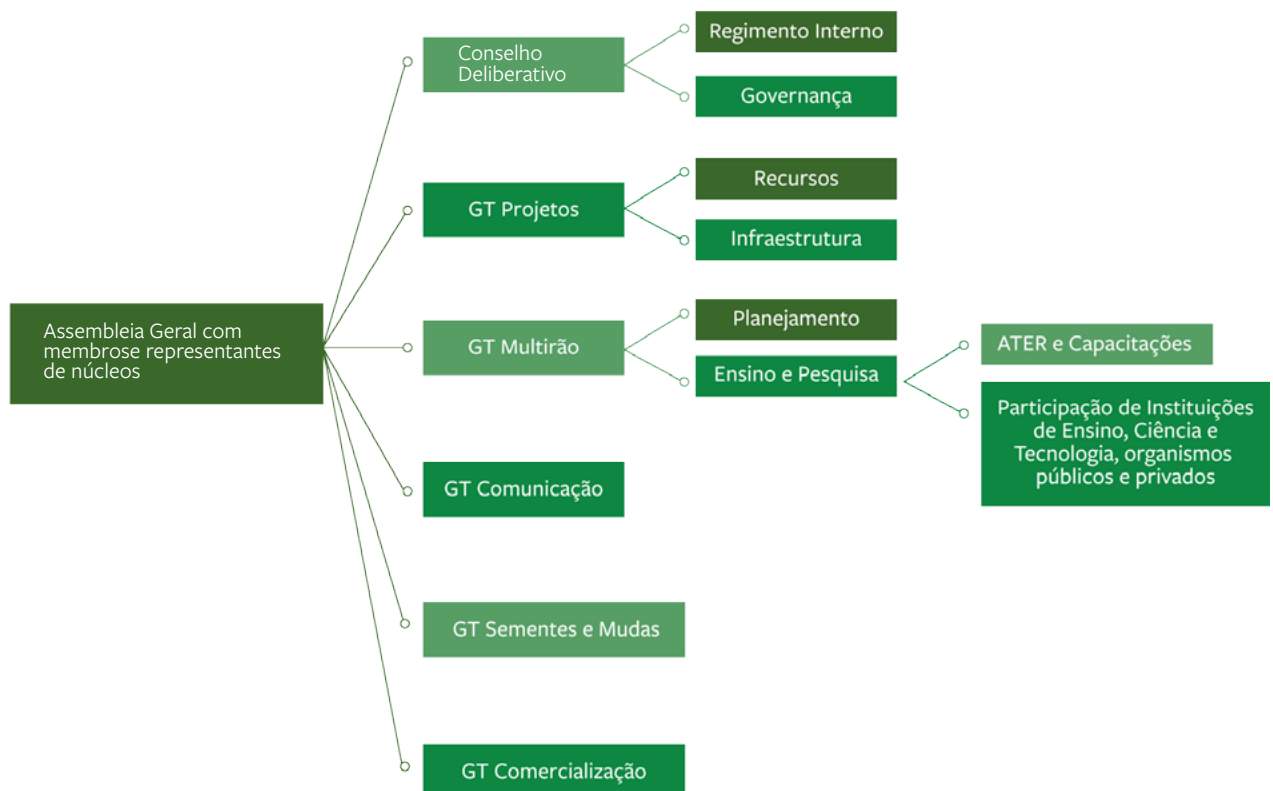 Assembleia Geral com
membrose representantes
de núcleos
Conselho
Deliberativo
Regimento Interno
Governança
GT Projetos
Recursos
Infraestrutura
GT Multirão
Planejamento
Ensino e Pesquisa
ATER e Capacitações
Participação de Instituições
de Ensino, Ciência e
Tecnologia, organismos
públicos e privados
GT Comunicação
GT Sementes e Mudas
GT Comercialização